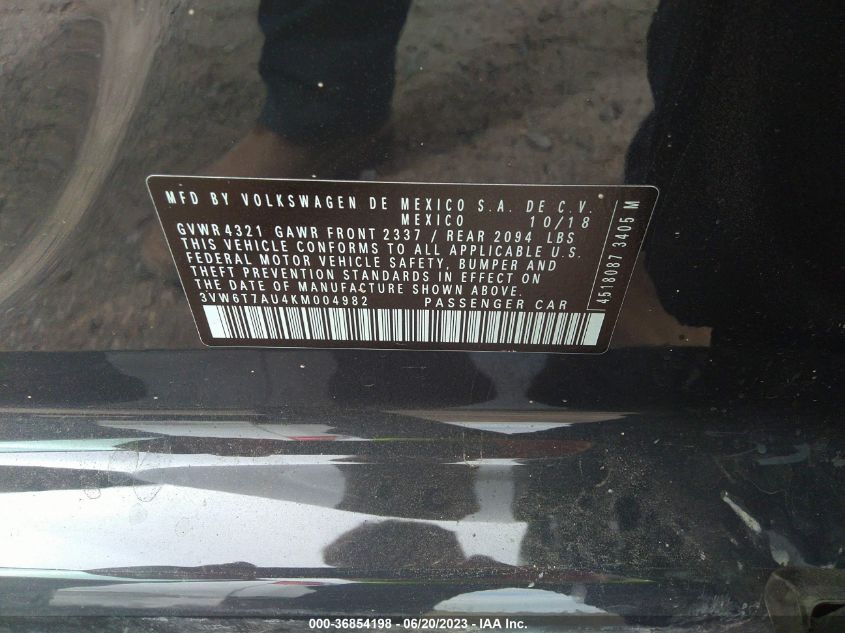 MFD BY VOLKSWAGEN DE MEXICO S.A. DE C.V.
MEXICO 10/18
GVWR 4321 GAWR FRONT 2337 / REAR 2094 LBS
THIS VEHICLE CONFORMS TO ALL APPLICABLE U.S.
FEDERAL MOTOR VEHICLE SAFETY, BUMPER AND
THEFT PREVENTION STANDARDS IN EFFECT ON
THE DATE OF MANUFACTURE SHOWN ABOVE.
3VW6T7AU4KM004982 PASSENGER CAR
4518087 3405 M
000-36854198 - 06/20/2023 - IAA Inc.